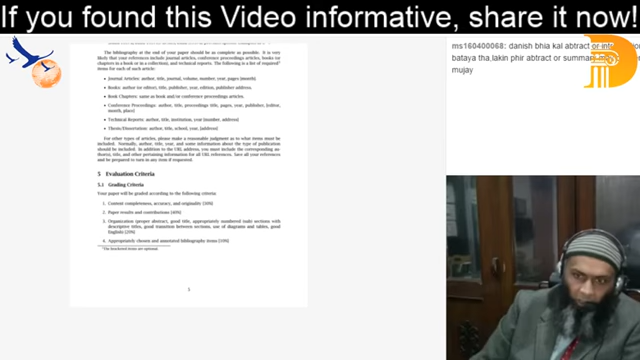 If you found this Video informative, share it now!
ms160400068: danish bhia kal abtract or
bataya tha,lakin phir abtract or summary
mujay
The bibliography at the end of your paper should be as complete as possible. It is very
likely that your references include journal articles, conference proceedings articles, books (or
chapters in a book or in a collection), and technical reports. The following is a list of required¹
items for each of such article:
• Journal Articles: author, title, journal, volume, number, year, pages [month]
• Books: author (or editor), title, publisher, year, edition, publisher address.
• Book Chapters: same as book and/or conference proceedings articles.
• Conference Proceedings: author, title, proceedings title, pages, year, publisher, [editor,
month, place]
• Technical Reports: author, title, institution, year [number, address]
• Thesis/Dissertation: author, title, school, year, [address]
For other types of articles, please make a reasonable judgment as to what items must be
included. Normally, author, title, year, and some information about the type of publication
should be included. In addition to the URL address, you must include the corresponding au-
thor(s), title, and other pertaining information for all URL references. Save all your references
and be prepared to turn in any item if requested.
5 Evaluation Criteria
5.1 Grading Criteria
Your paper will be graded according to the following criteria:
1. Content completeness, accuracy, and originality [30%]
2. Paper results and contributions [40%]
3. Organization (proper abstract, good title, appropriately numbered task) sections with
descriptive titles, good transition between sections, use of diagrams and tables, good
English) [20%]
4. Appropriately chosen and annotated bibliography items [10%]
¹The bracketed items are optional.